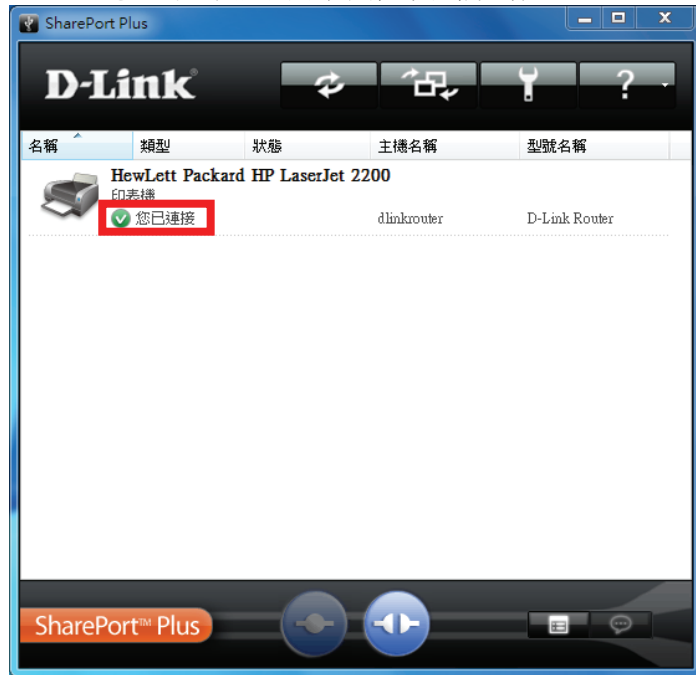 SharePort Plus
D-Link
?
名稱 類型 狀態 主機名稱 型號名稱
HewLett Packard HP LaserJet 2200
印表機
您已連接 dlinkrouter D-Link Router
SharePort™ Plus